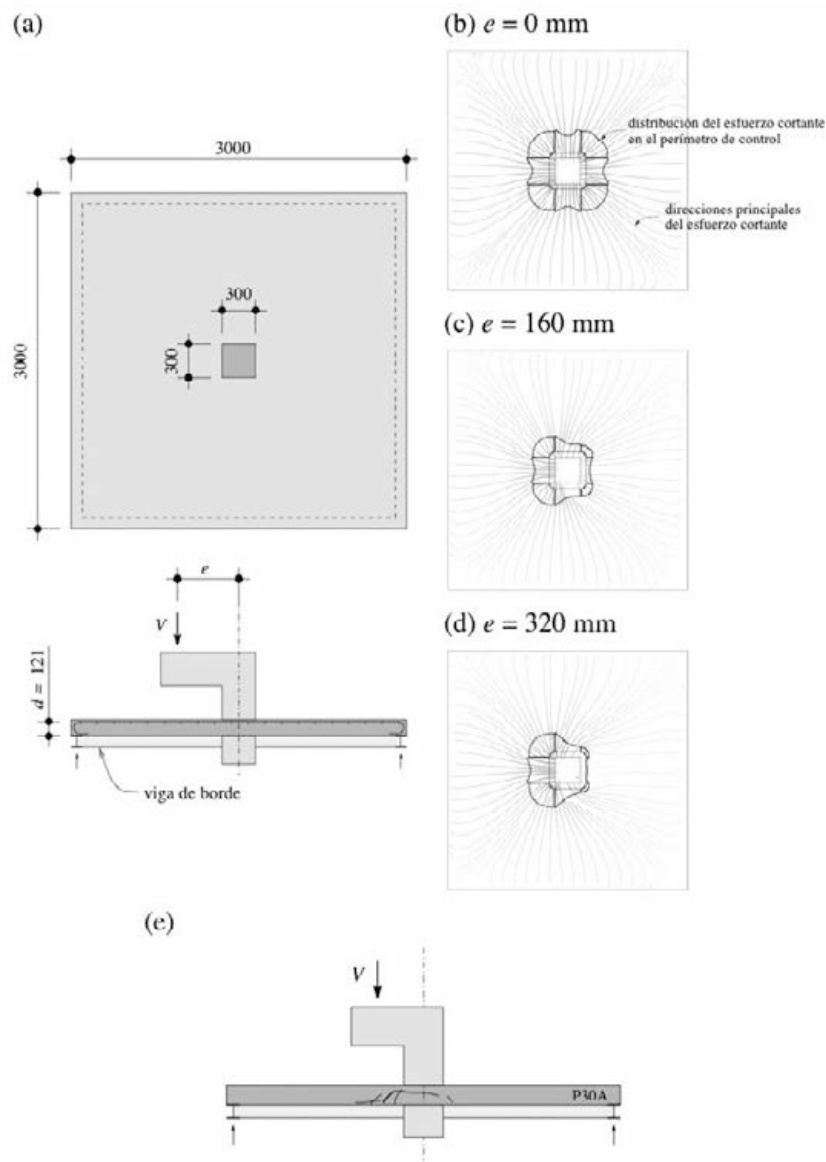 (a)
3000
3000
300
300
e
V
d = 121
viga de borde
(b) e = 0 mm
distribución del esfuerzo cortante
en el perímetro de control
direcciones principales
del esfuerzo cortante
(c) e = 160 mm
(d) e = 320 mm
(e)
V
P30A